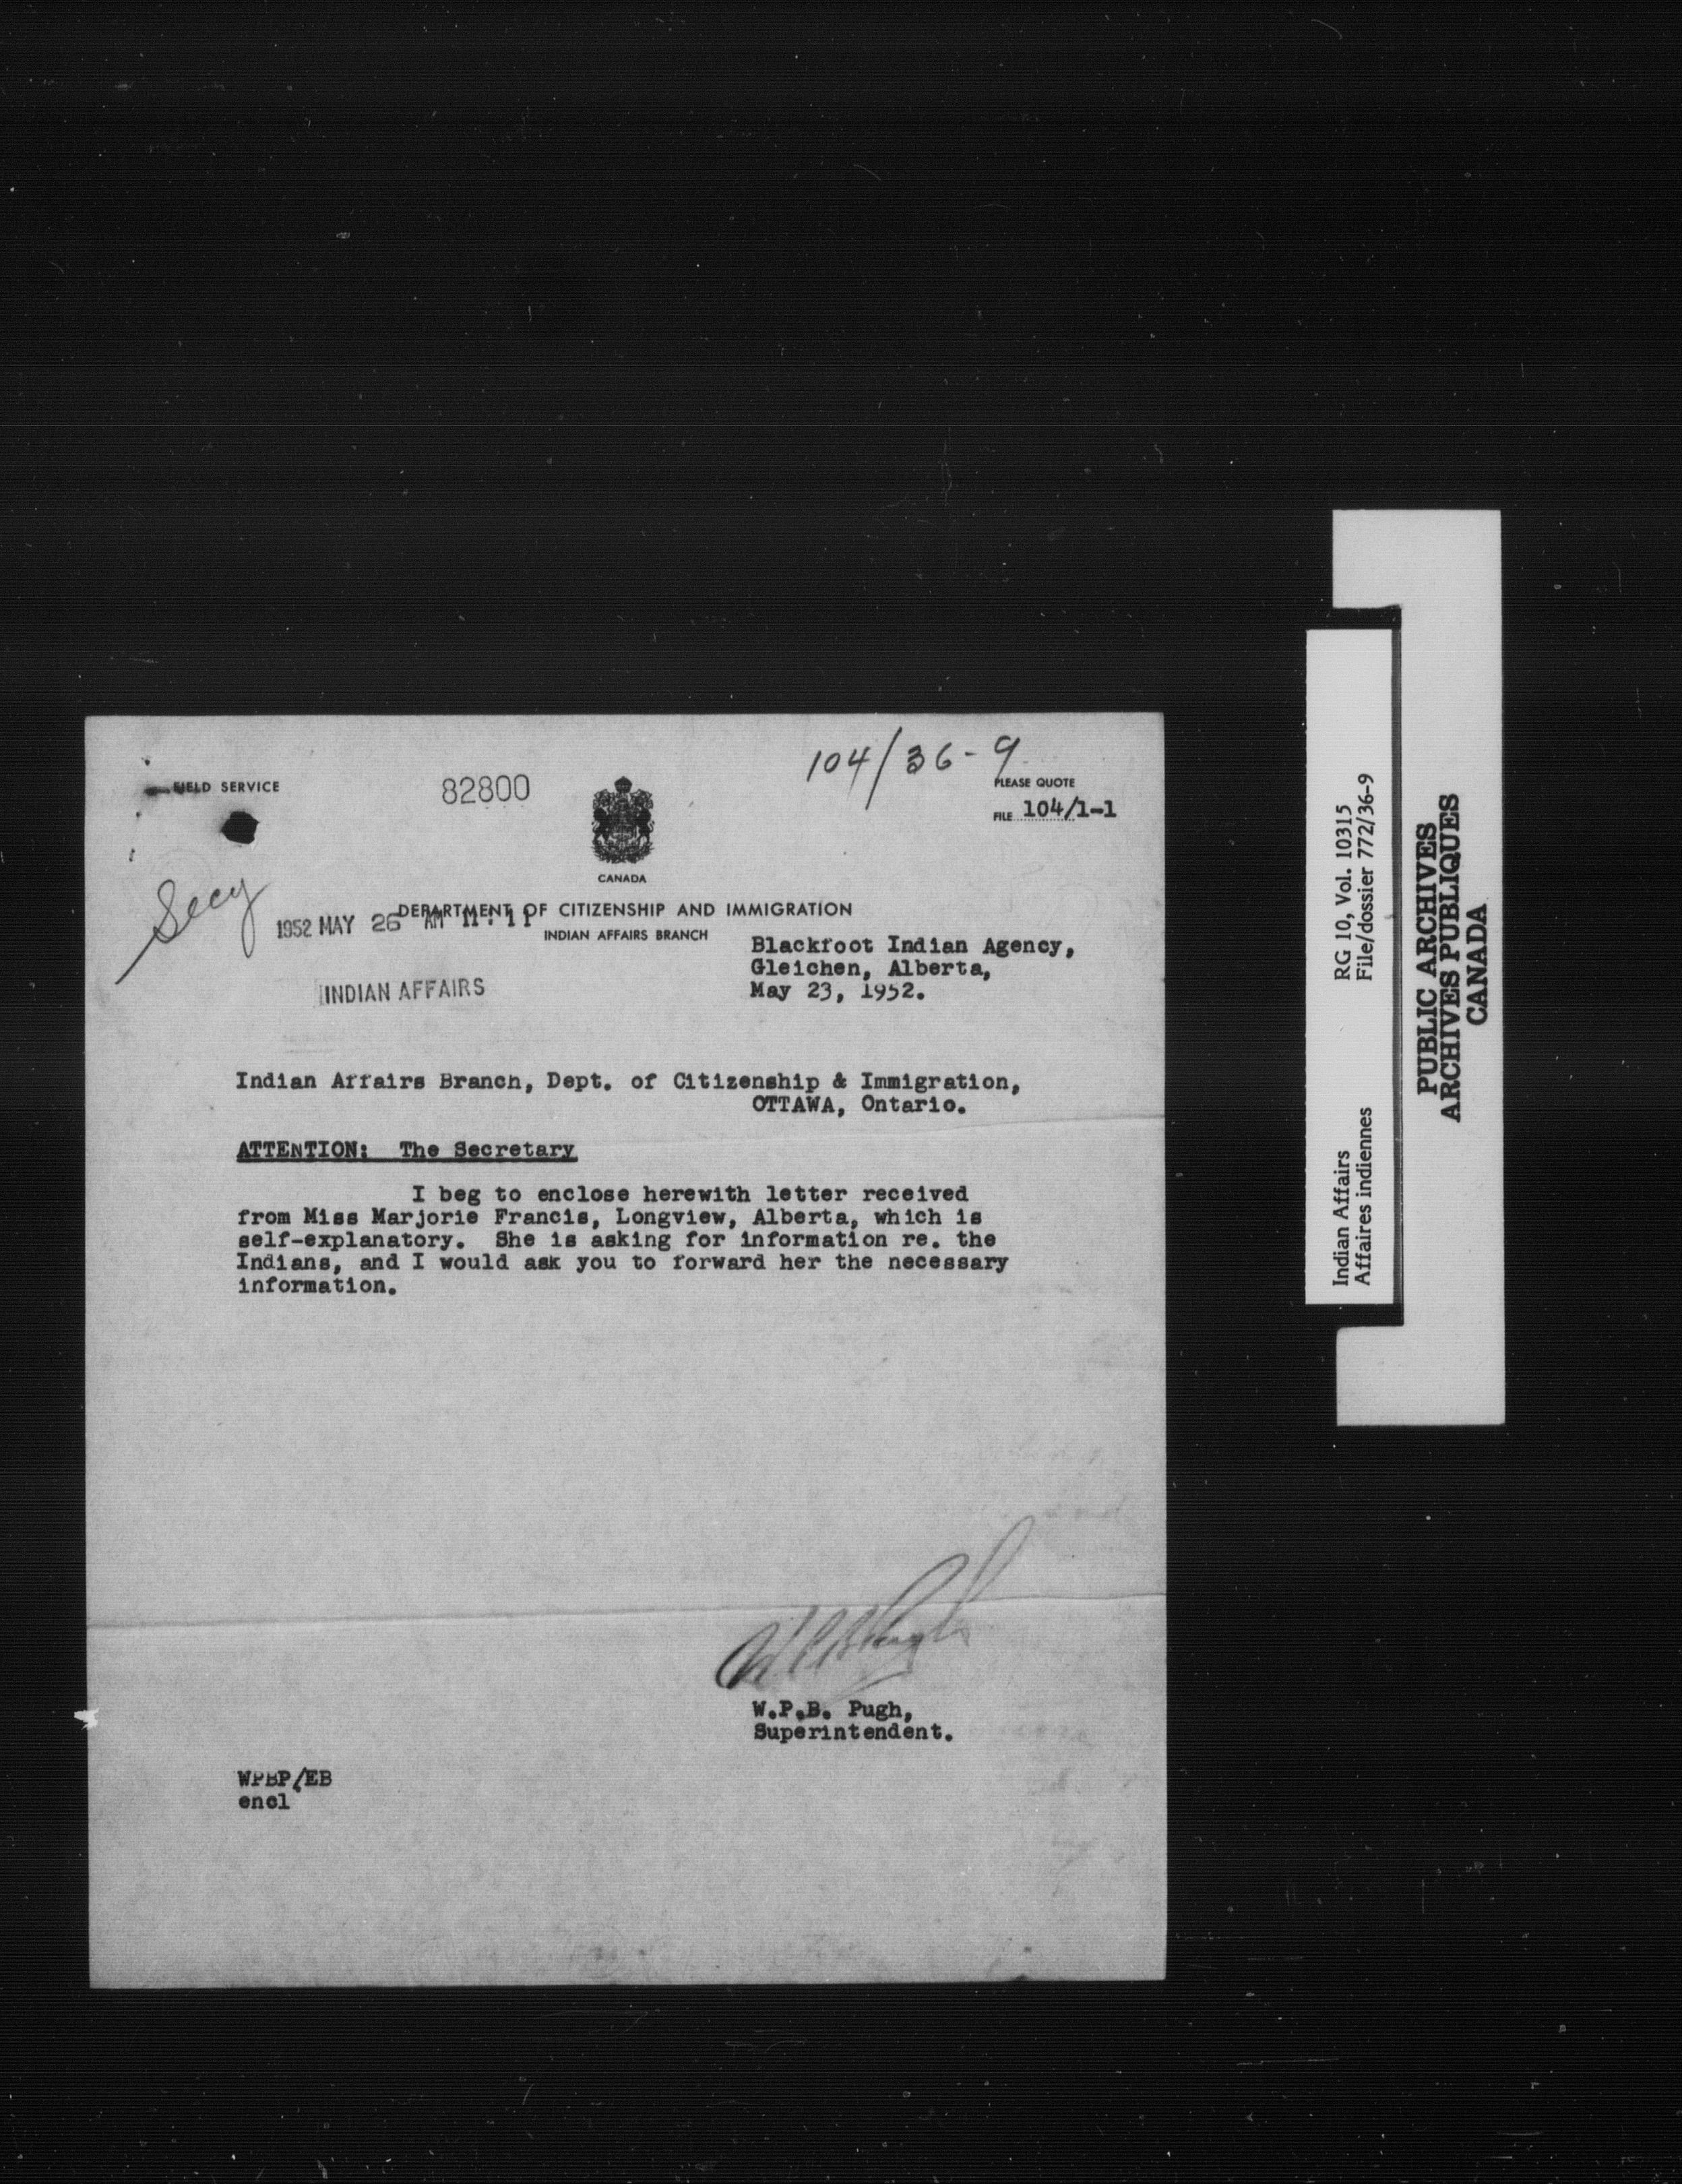 104/36-9
FIELD SERVICE
82800
PLEASE QUOTE
FILE 104/1-1
CANADA
Secy
DEPARTMENT OF CITIZENSHIP AND IMMIGRATION
1952 MAY 26 AM 11:11
INDIAN AFFAIRS BRANCH
Blackfoot Indian Agency,
Gleichen, Alberta,
May 23, 1952.
INDIAN AFFAIRS
Indian Affairs Branch, Dept. of Citizenship & Immigration,
OTTAWA, Ontario.
ATTENTION: The Secretary
I beg to enclose herewith letter received
from Miss Marjorie Francis, Longview, Alberta, which is
self-explanatory. She is asking for information re. the
Indians, and I would ask you to forward her the necessary
information.
W.P.B. Pugh
W.P.B. Pugh,
Superintendent.
WPBP/EB
encl
Indian Affairs RG 10, Vol. 10315
Affaires indiennes File/dossier 772/36-9
PUBLIC ARCHIVES
ARCHIVES PUBLIQUES
CANADA